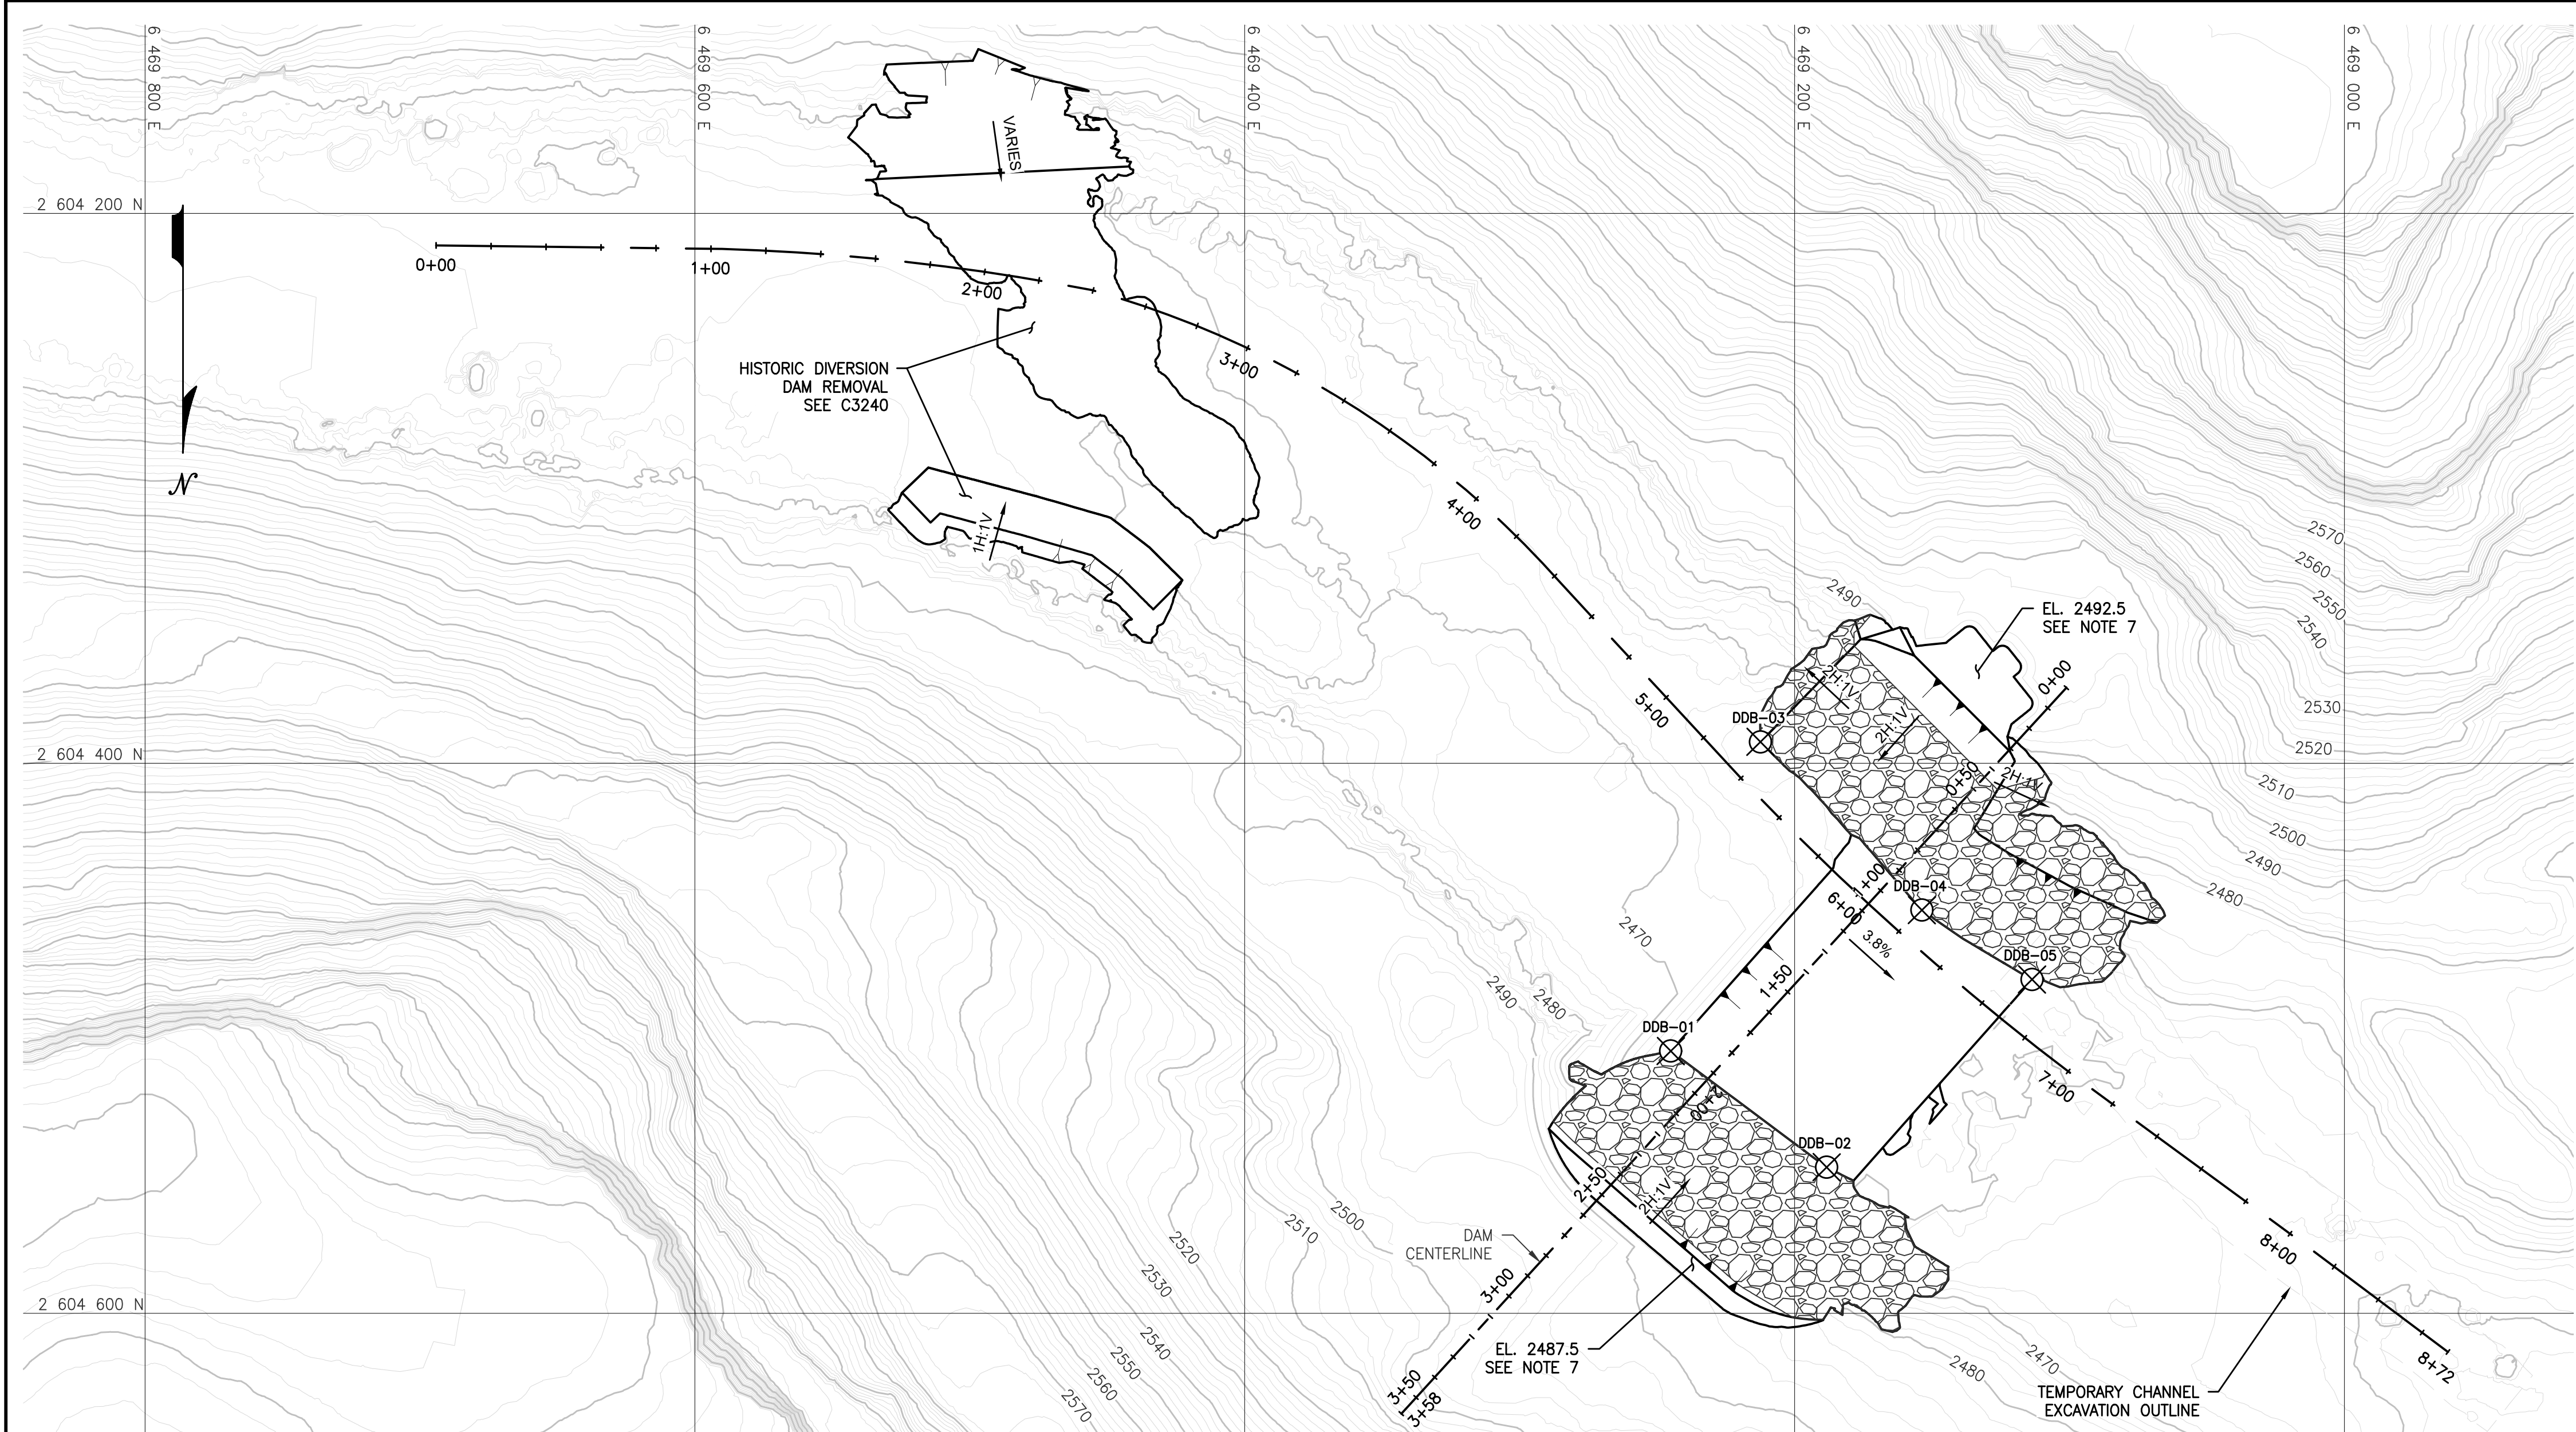 6 469 800 E
6 469 600 E
6 469 400 E
6 469 200 E
6 469 000 E
VARIES
2 604 200 N
0+00
1+00
2+00
3+00
N
HISTORIC DIVERSION
DAM REMOVAL
SEE C3240
1H:1V
4+00
5+00
2570
2560
2550
2540
2530
2520
2510
2500
2490
2480
2490
EL. 2492.5
SEE NOTE 7
0+00
2H:1V
2H:1V
DDB-03
2 604 400 N
0+50
2H:1V
1+00
DDB-04
6+00
3.8%
DDB-05
2470
1+50
2490
2480
DDB-01
7+00
2+00
DDB-02
2+50
2H:1V
2500
2510
2520
2530
2540
2550
2560
2570
DAM
CENTERLINE
8+00
3+00
2 604 600 N
EL. 2487.5
SEE NOTE 7
3+50
3+58
2480
2470
8+72
TEMPORARY CHANNEL
EXCAVATION OUTLINE